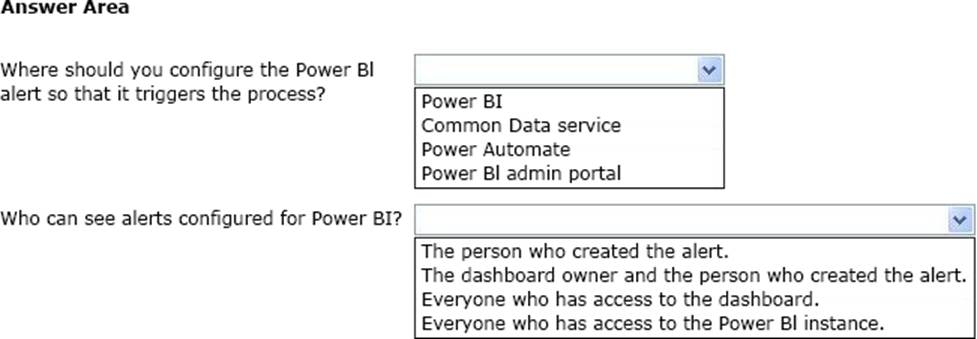 Answer Area
Where should you configure the Power Bl
alert so that it triggers the process?
Power BI
Common Data service
Power Automate
Power Bl admin portal
Who can see alerts configured for Power BI?
The person who created the alert.
The dashboard owner and the person who created the alert.
Everyone who has access to the dashboard.
Everyone who has access to the Power Bl instance.